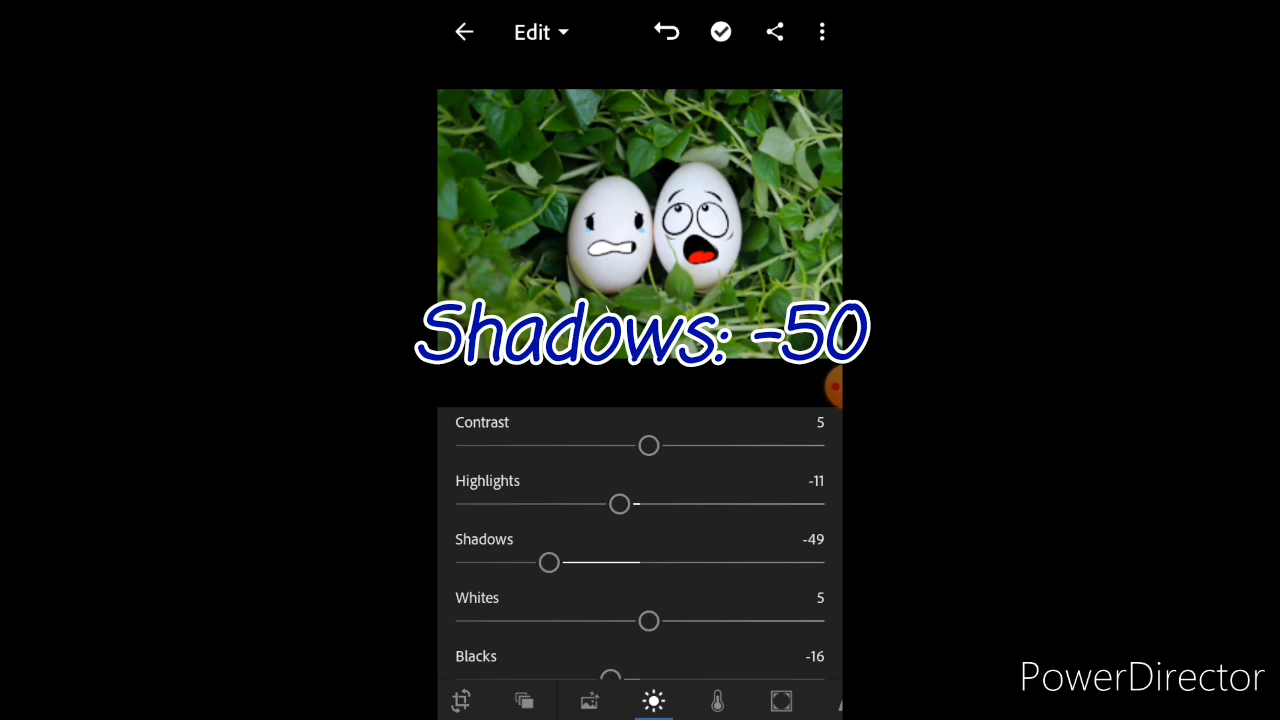 Edit
Shadows: -50
Contrast 5
Highlights -11
Shadows -49
Whites 5
Blacks -16
PowerDirector